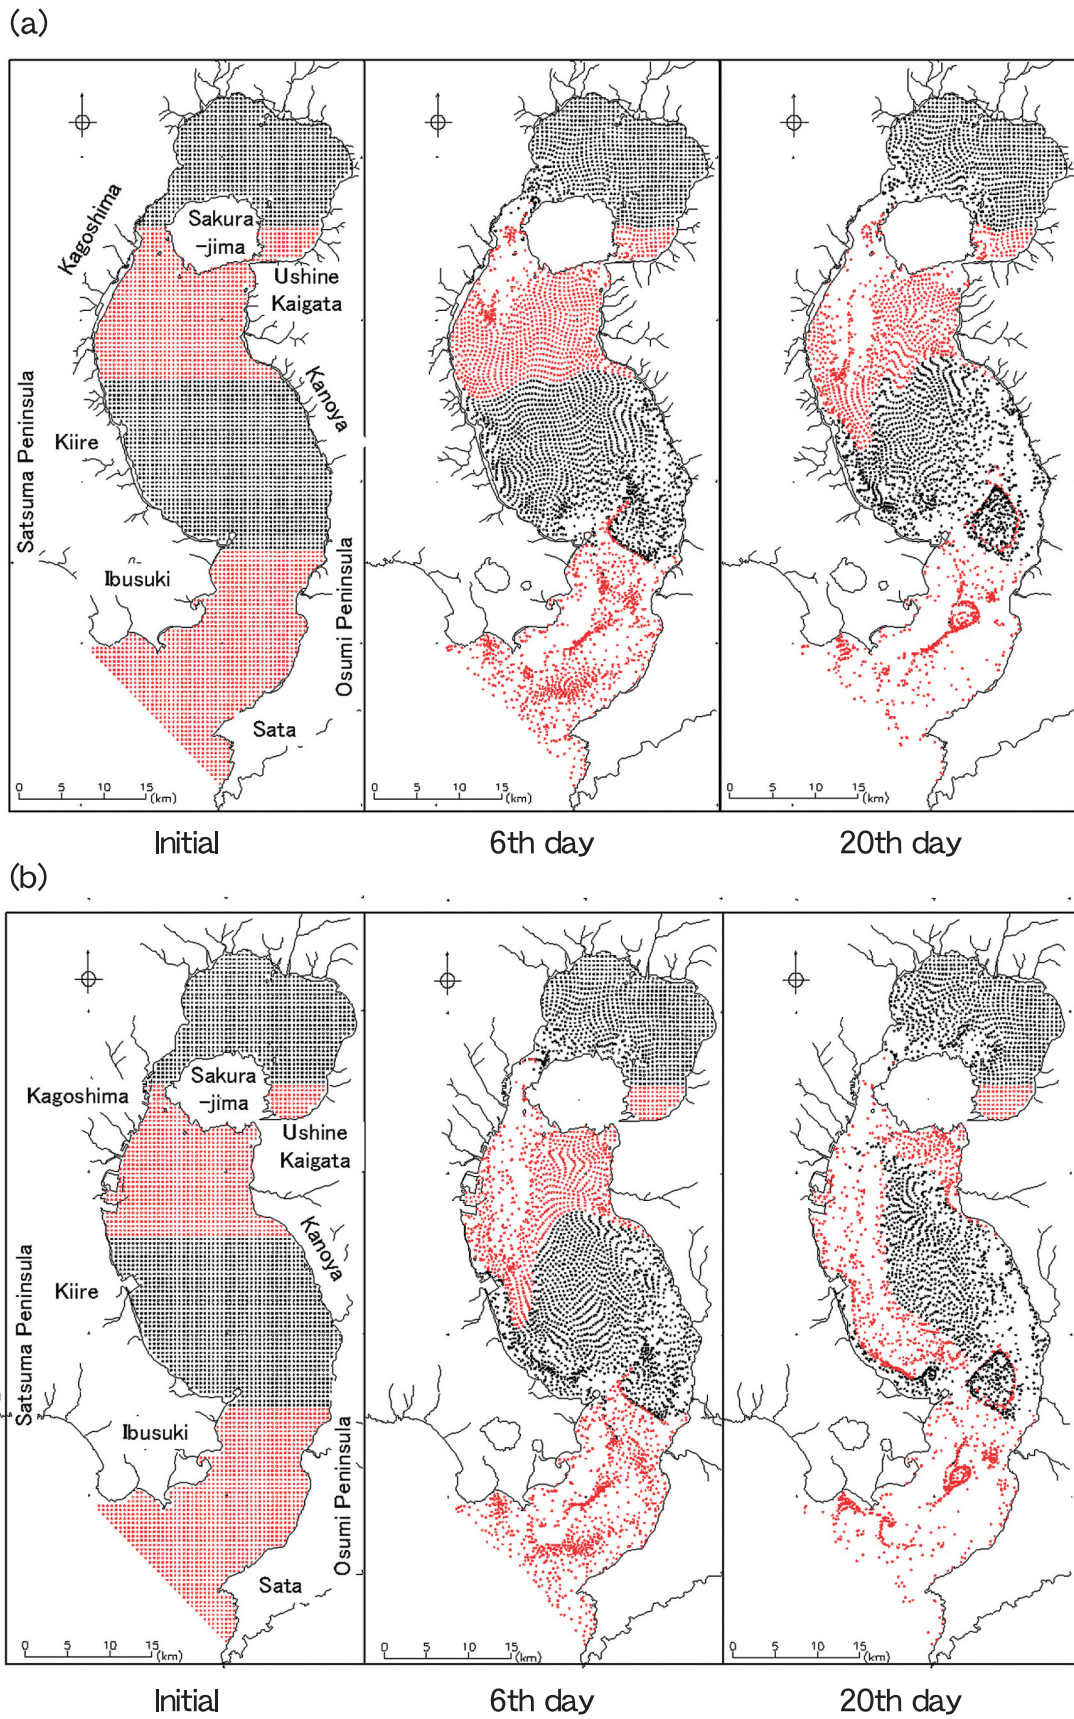 (a)
Kagoshima
Sakura
-jima
Ushine
Kaigata
Kanoya
Satsuma Peninsula
Kiire
Ibusuki
Osumi Peninsula
Sata
0 5 10 15 (km)
0 5 10 15 (km)
0 5 10 15 (km)
Initial
6th day
20th day
(b)
Kagoshima
Sakura
-jima
Ushine
Kaigata
Kanoya
Satsuma Peninsula
Kiire
Ibusuki
Osumi Peninsula
Sata
0 5 10 15 (km)
0 5 10 15 (km)
0 5 10 15 (km)
Initial
6th day
20th day